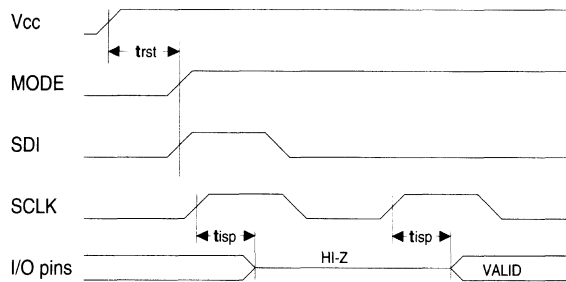 Vcc
trst
MODE
SDI
SCLK
tisp tisp
I/O pins HI-Z VALID